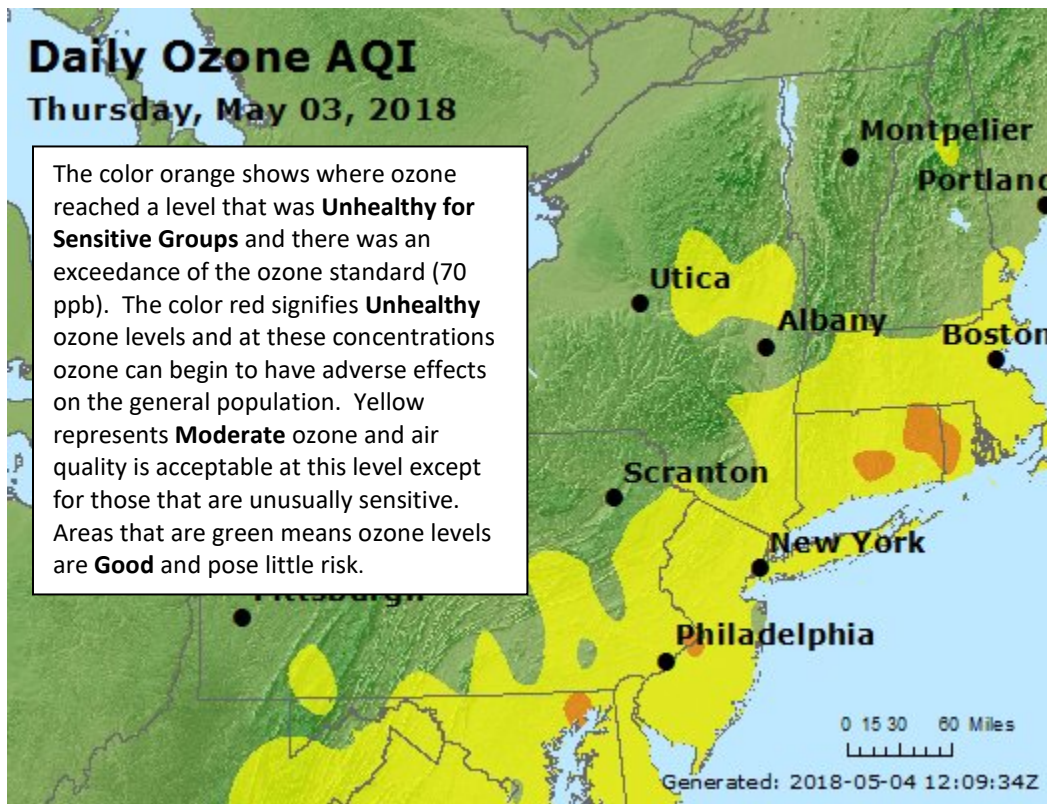 Daily Ozone AQI
Thursday, May 03, 2018
The color orange shows where ozone
reached a level that was Unhealthy for
Sensitive Groups and there was an
exceedance of the ozone standard (70
ppb). The color red signifies Unhealthy
ozone levels and at these concentrations
ozone can begin to have adverse effects
on the general population. Yellow
represents Moderate ozone and air
quality is acceptable at this level except
for those that are unusually sensitive.
Areas that are green means ozone levels
are Good and pose little risk.
Montpelier
Portland
Utica
Albany
Boston
Scranton
New York
Pittsburgh
Philadelphia
0 15 30 60 Miles
Generated: 2018-05-04 12:09:34Z